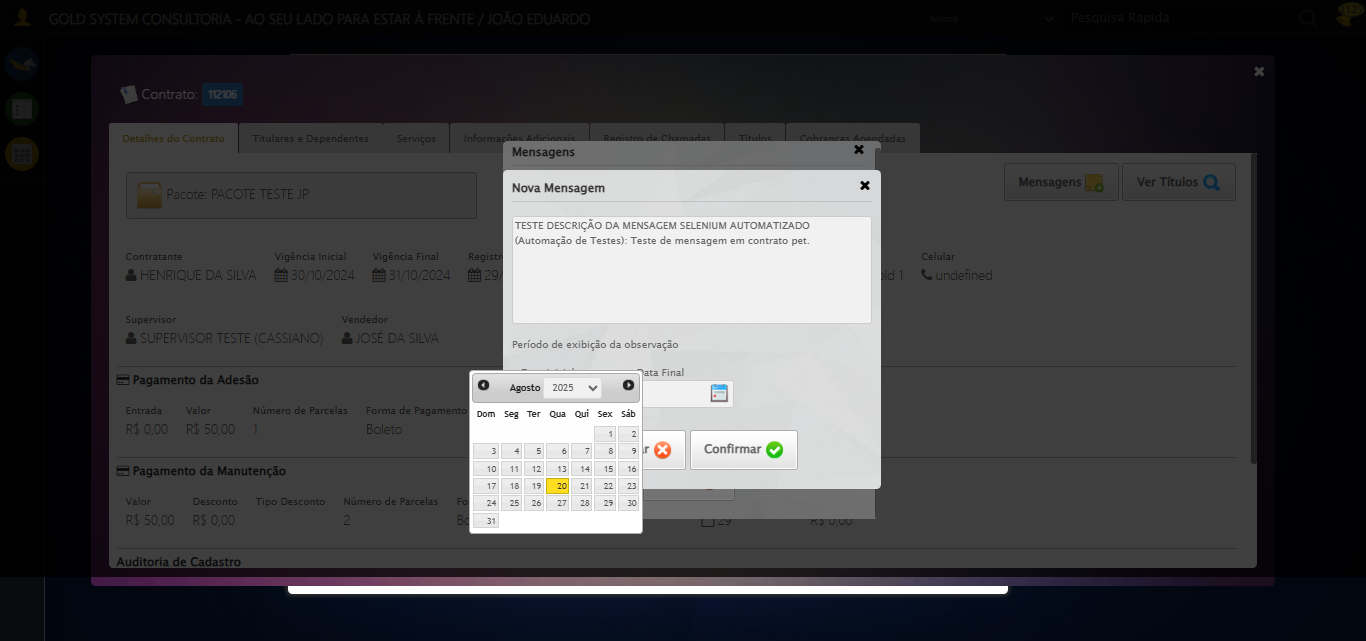 GOLD SYSTEM CONSULTORIA - AO SEU LADO PARA ESTAR À FRENTE / JOÃO EDUARDO
Nome
Pesquisa Rapida
Contrato: 112106
Detalhes do Contrato
Titulares e Dependentes
Serviços
Informações Adicionais
Registro de Chamadas
Títulos
Cobranças Agendadas
Mensagens
Nova Mensagem
TESTE DESCRIÇÃO DA MENSAGEM SELENIUM AUTOMATIZADO
(Automação de Testes): Teste de mensagem em contrato pet.
Período de exibição da observação
Data Final
Confirmar
Pacote: PACOTE TESTE JP
Mensagens
Ver Títulos
Contratante
Vigência Inicial
Vigência Final
Celular
HENRIQUE DA SILVA
30/10/2024
31/10/2024
29/
old 1
undefined
Supervisor
Vendedor
SUPERVISOR TESTE (CASSIANO)
JOSÉ DA SILVA
Pagamento da Adesão
Entrada
Valor
Número de Parcelas
Forma de Pagamento
R$ 0,00
R$ 50,00
1
Boleto
Pagamento da Manutenção
Valor
Desconto
Tipo Desconto
Número de Parcelas
R$ 50,00
R$ 0,00
2
29
R$ 0,00
Auditoria de Cadastro
Agosto 2025
Dom Seg Ter Qua Qui Sex Sáb
1 2
3 4 5 6 7 8 9
10 11 12 13 14 15 16
17 18 19 20 21 22 23
24 25 26 27 28 29 30
31